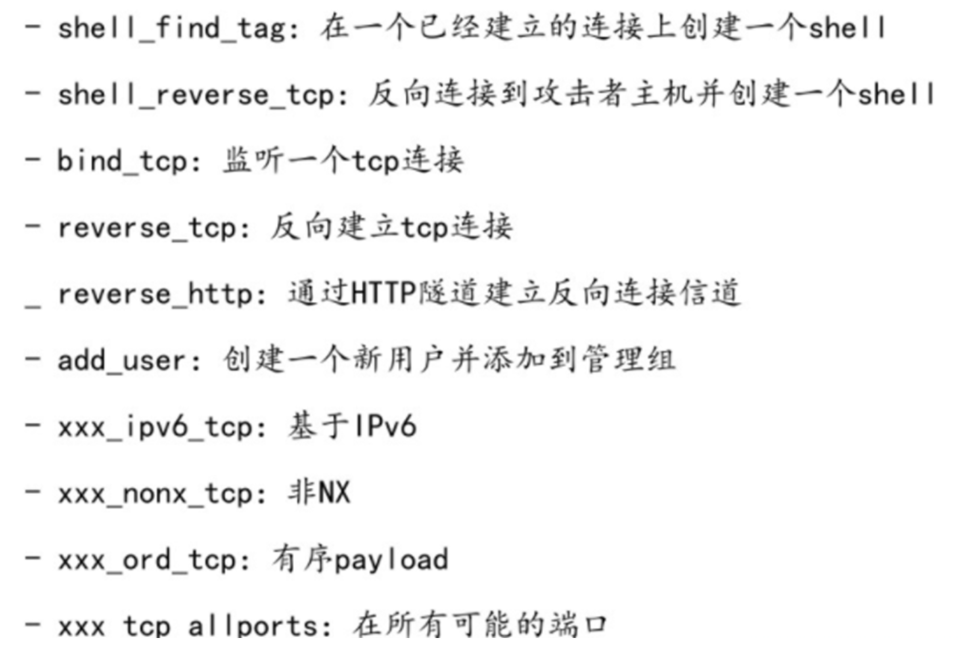 - shell_find_tag: 在一个已经建立的连接上创建一个shell
- shell_reverse_tcp: 反向连接到攻击者主机并创建一个shell
- bind_tcp: 监听一个tcp连接
- reverse_tcp: 反向建立tcp连接
_ reverse_http: 通过HTTP隧道建立反向连接信道
- add_user: 创建一个新用户并添加到管理组
- xxx_ipv6_tcp: 基于IPv6
- xxx_nonx_tcp: 非NX
- xxx_ord_tcp: 有序payload
- xxx_tcp_allports: 在所有可能的端口